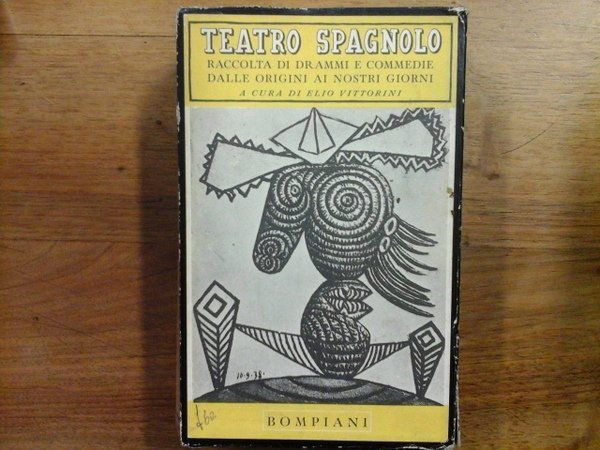 TEATRO SPAGNOLO
RACCOLTA DI DRAMMI E COMMEDIE
DALLE ORIGINI AI NOSTRI GIORNI
A CURA DI ELIO VITTORINI
10.9.38.
BOMPIANI